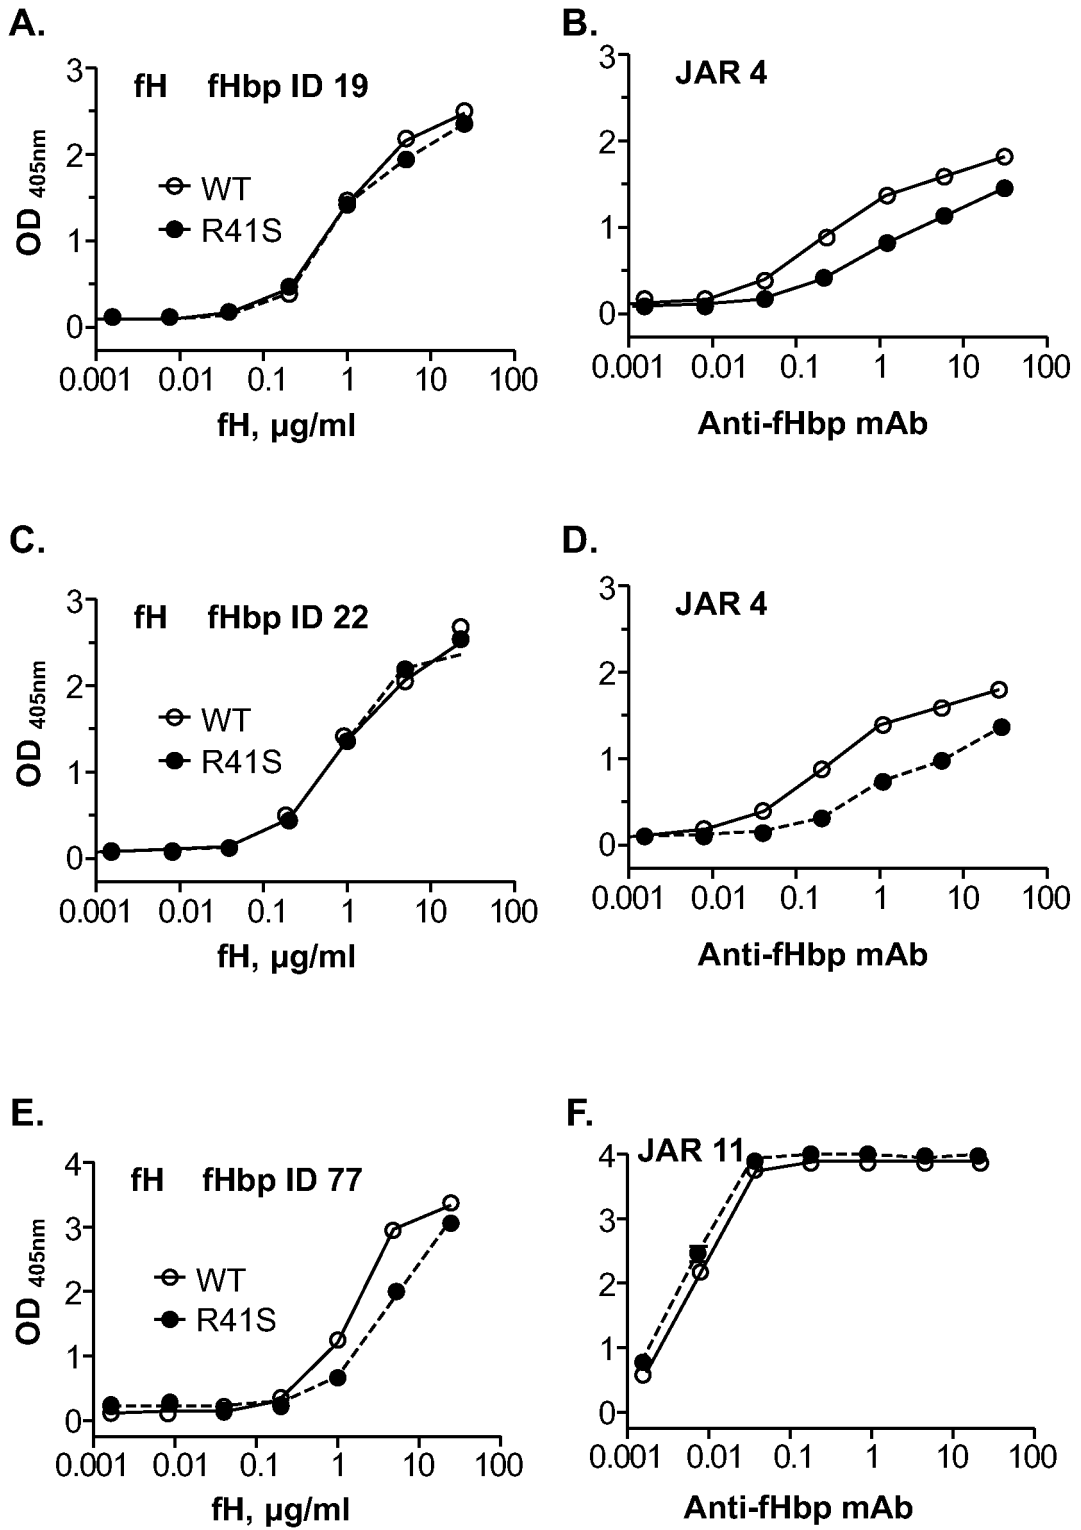 A.
fH fHbp ID 19
3
2
1
0
OD 405nm
WT
R41S
0.001 0.01 0.1 1 10 100
fH, µg/ml
B.
JAR 4
3
2
1
0
0.001 0.01 0.1 1 10 100
Anti-fHbp mAb
C.
fH fHbp ID 22
3
2
1
0
OD 405nm
WT
R41S
0.001 0.01 0.1 1 10 100
fH, µg/ml
D.
JAR 4
3
2
1
0
0.001 0.01 0.1 1 10 100
Anti-fHbp mAb
E.
fH fHbp ID 77
4
3
2
1
0
OD 405nm
WT
R41S
0.001 0.01 0.1 1 10 100
fH, µg/ml
F.
JAR 11
4
3
2
1
0
0.001 0.01 0.1 1 10 100
Anti-fHbp mAb